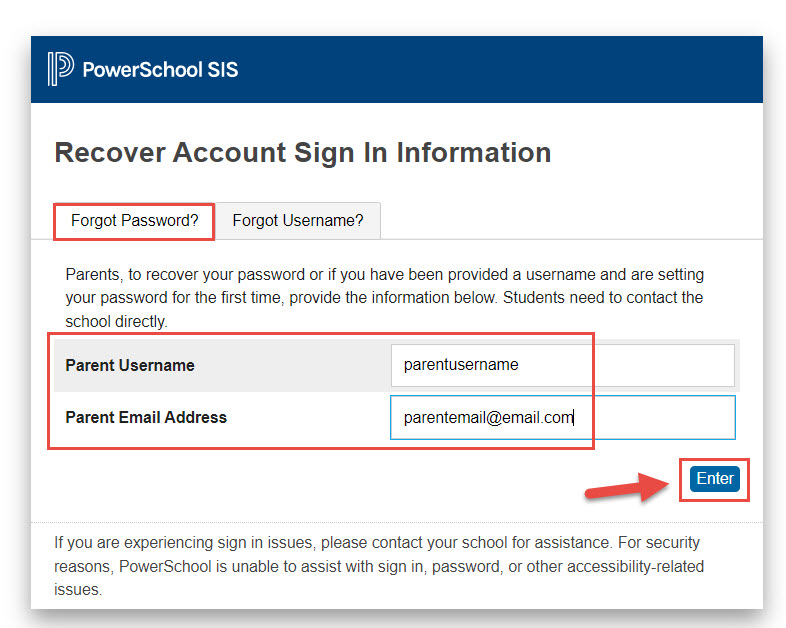 PowerSchool SIS
Recover Account Sign In Information
Forgot Password? Forgot Username?
Parents, to recover your password or if you have been provided a username and are setting
your password for the first time, provide the information below. Students need to contact the
school directly.
Parent Username parentusername
Parent Email Address parentemail@email.com
Enter
If you are experiencing sign in issues, please contact your school for assistance. For security
reasons, PowerSchool is unable to assist with sign in, password, or other accessibility-related
issues.